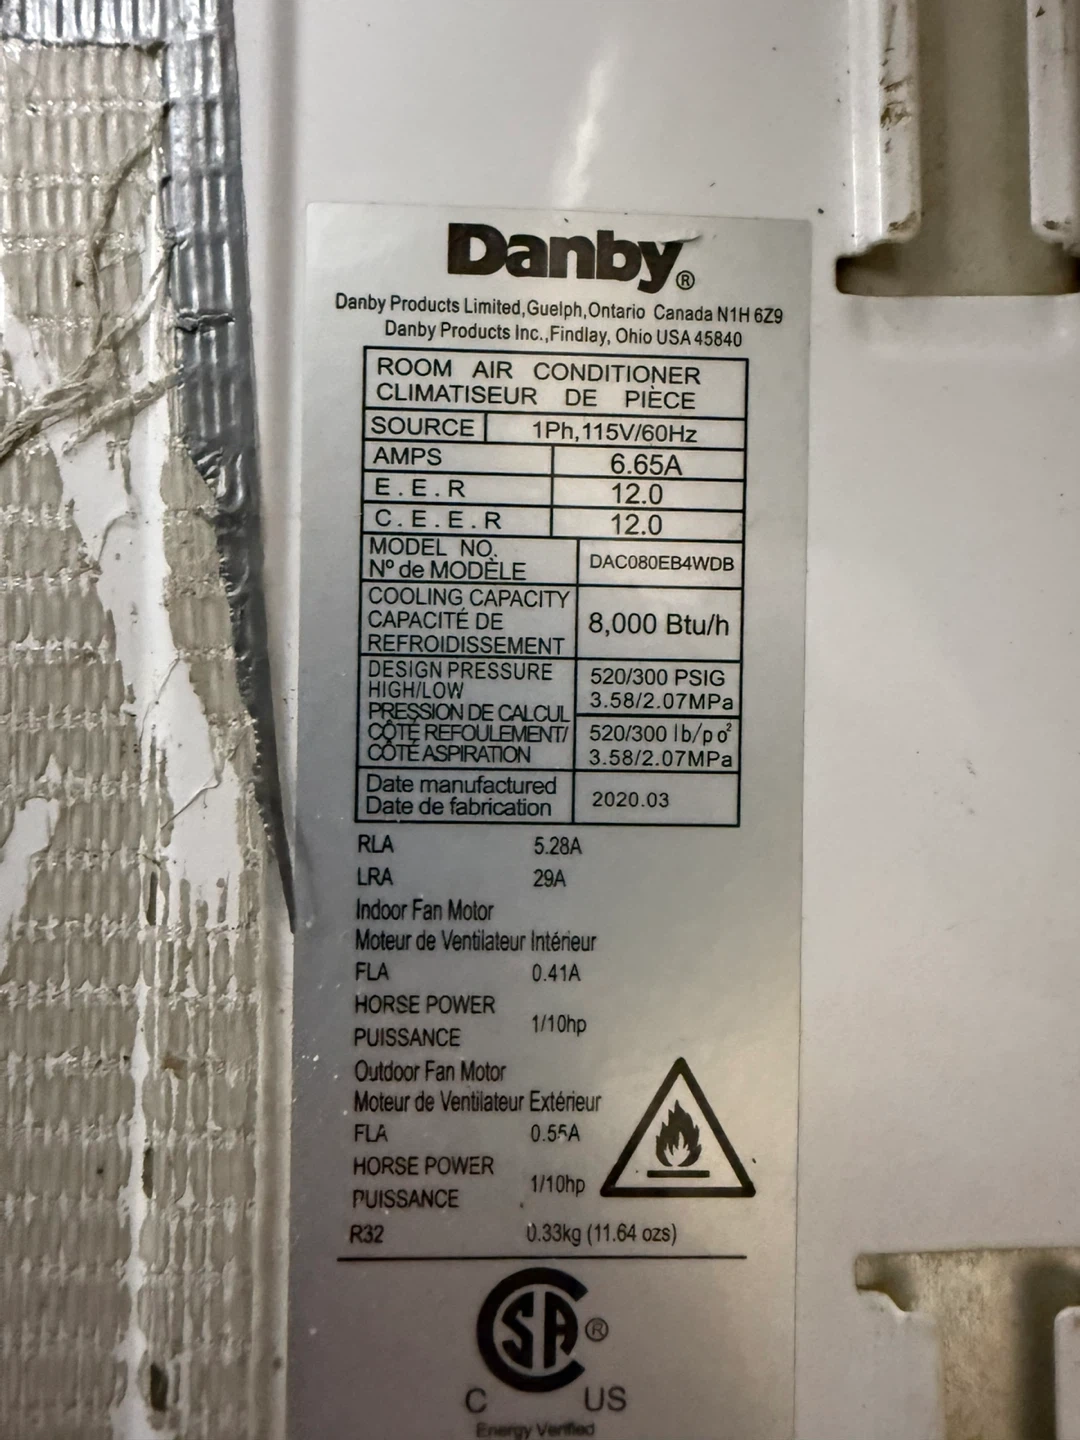 Danby®
Danby Products Limited,Guelph,Ontario Canada N1H 6Z9
Danby Products Inc.,Findlay, Ohio USA 45840
ROOM AIR CONDITIONER
CLIMATISEUR DE PIÈCE
SOURCE 1Ph,115V/60Hz
AMPS 6.65A
E.E.R 12.0
C.E.E.R 12.0
MODEL NO.
Nº de MODÈLE
DAC080EB4WDB
COOLING CAPACITY
CAPACITÉ DE
REFROIDISSEMENT
8,000 Btu/h
DESIGN PRESSURE
HIGH/LOW
PRESSION DE CALCUL
CÔTÉ REFOULEMENT/
CÔTÉ ASPIRATION
520/300 PSIG
3.58/2.07MPa
520/300 lb/po²
3.58/2.07MPa
Date manufactured
Date de fabrication
2020.03
RLA 5.28A
LRA 29A
Indoor Fan Motor
Moteur de Ventilateur Intérieur
FLA 0.41A
HORSE POWER
PUISSANCE
1/10hp
Outdoor Fan Motor
Moteur de Ventilateur Extérieur
FLA 0.55A
HORSE POWER
PUISSANCE
1/10hp
R32 0.33kg (11.64 ozs)
CSA®
C US
Energy Verified